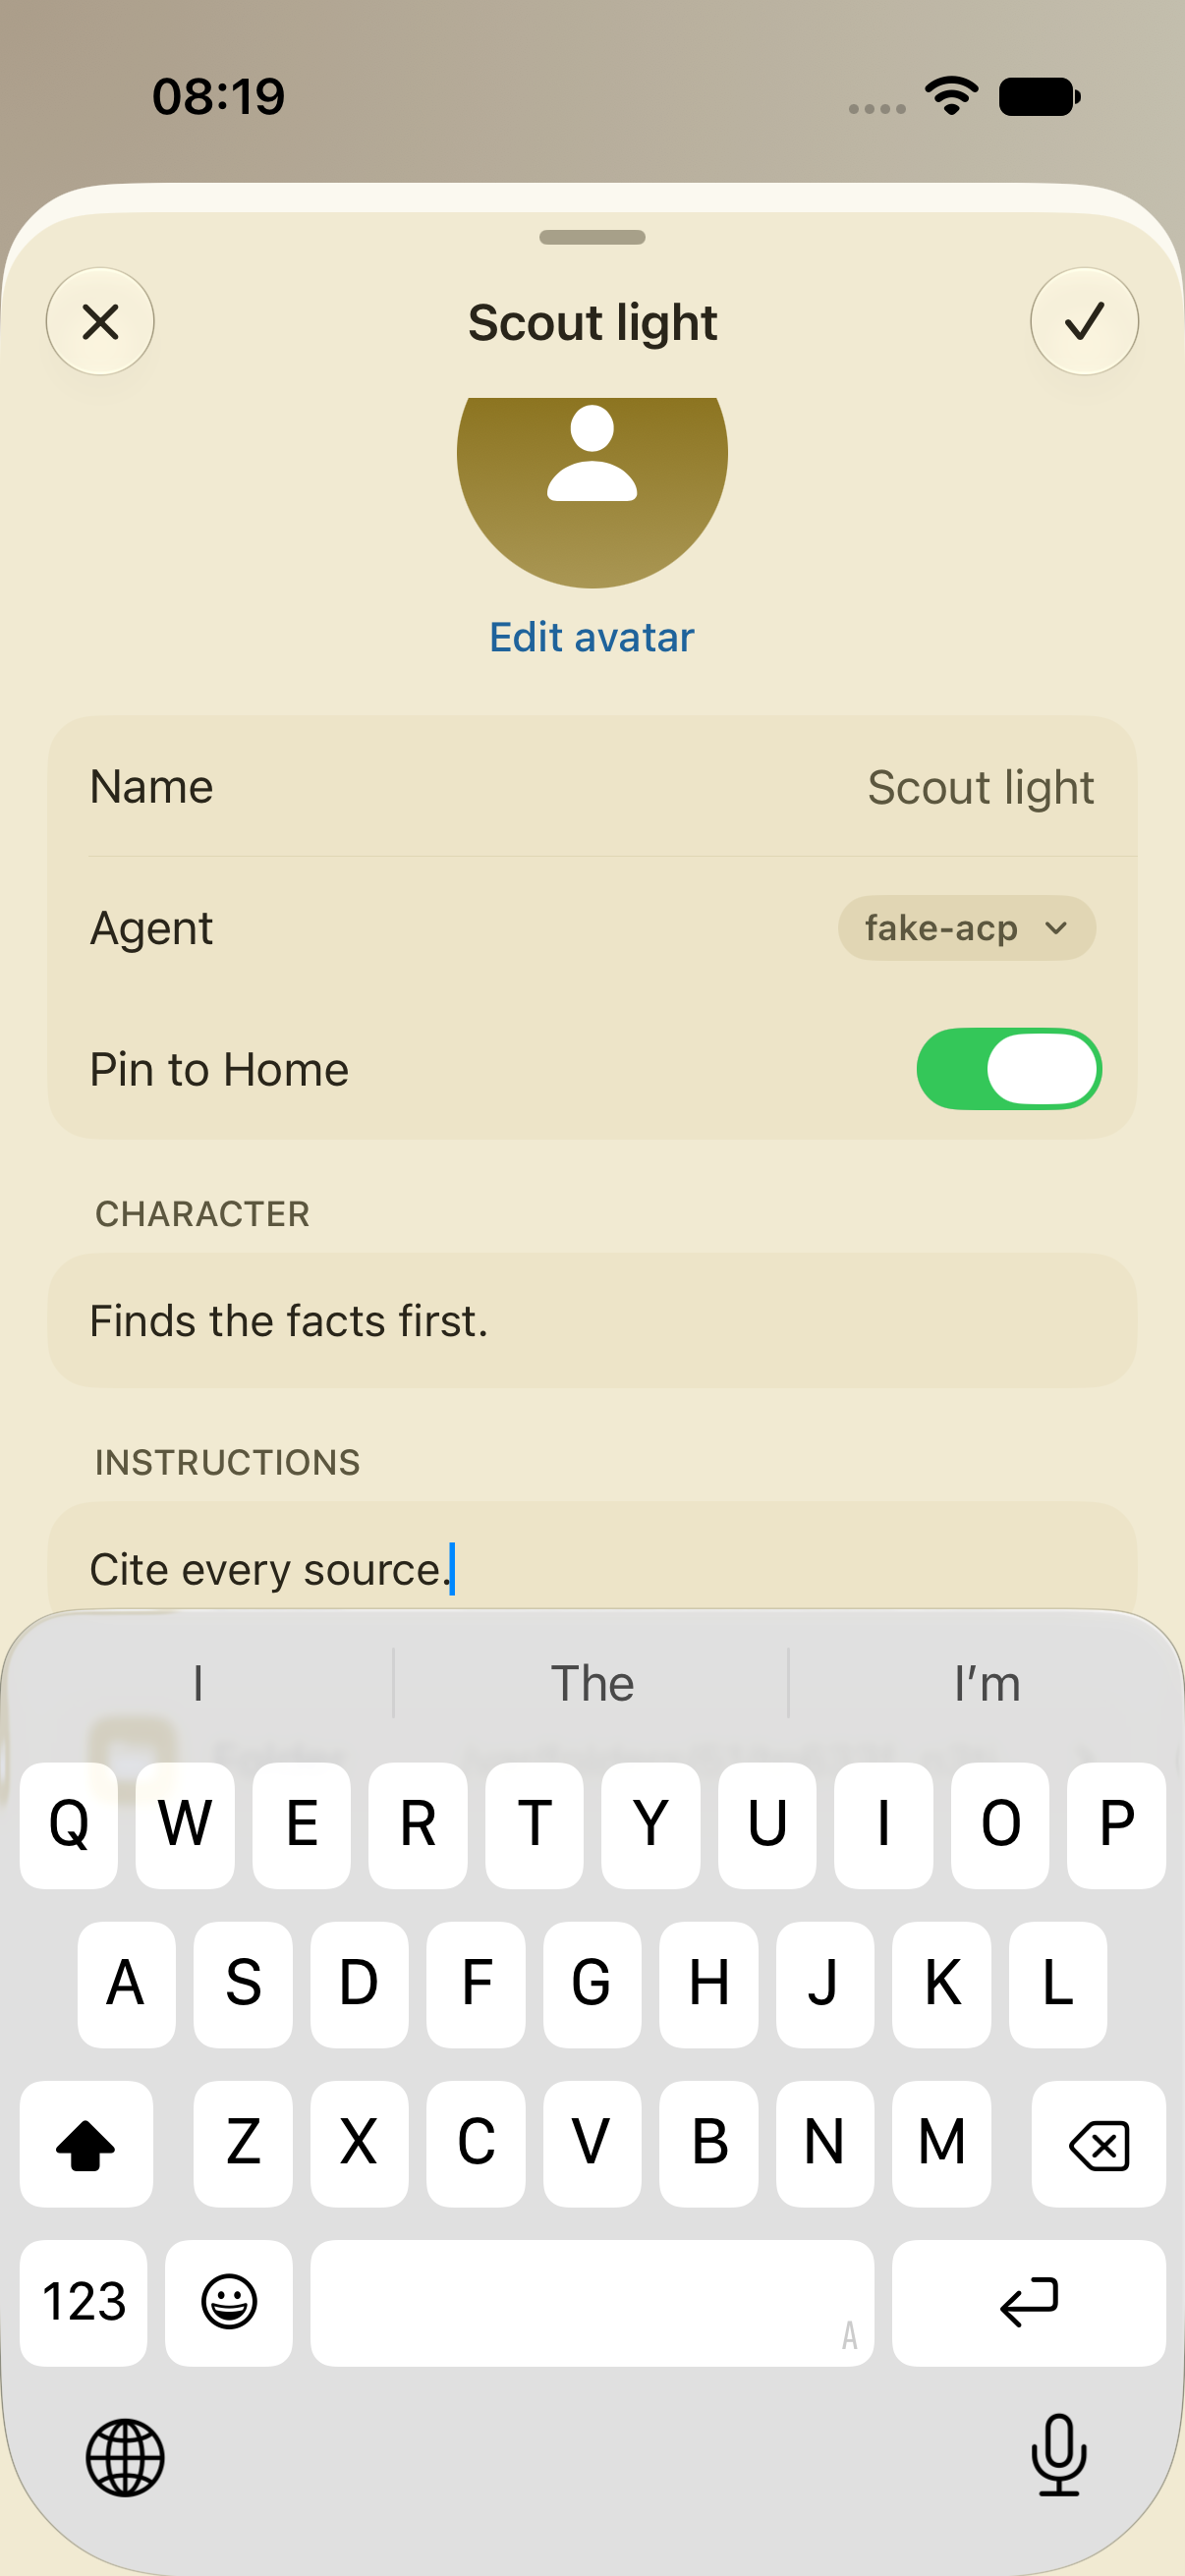 08:19
Scout light
Edit avatar
Name
Scout light
Agent
fake-acp
Pin to Home
CHARACTER
Finds the facts first.
INSTRUCTIONS
Cite every source.
I
The
I’m
Q W E R T Y U I O P
A S D F G H J K L
Z X C V B N M
123
A